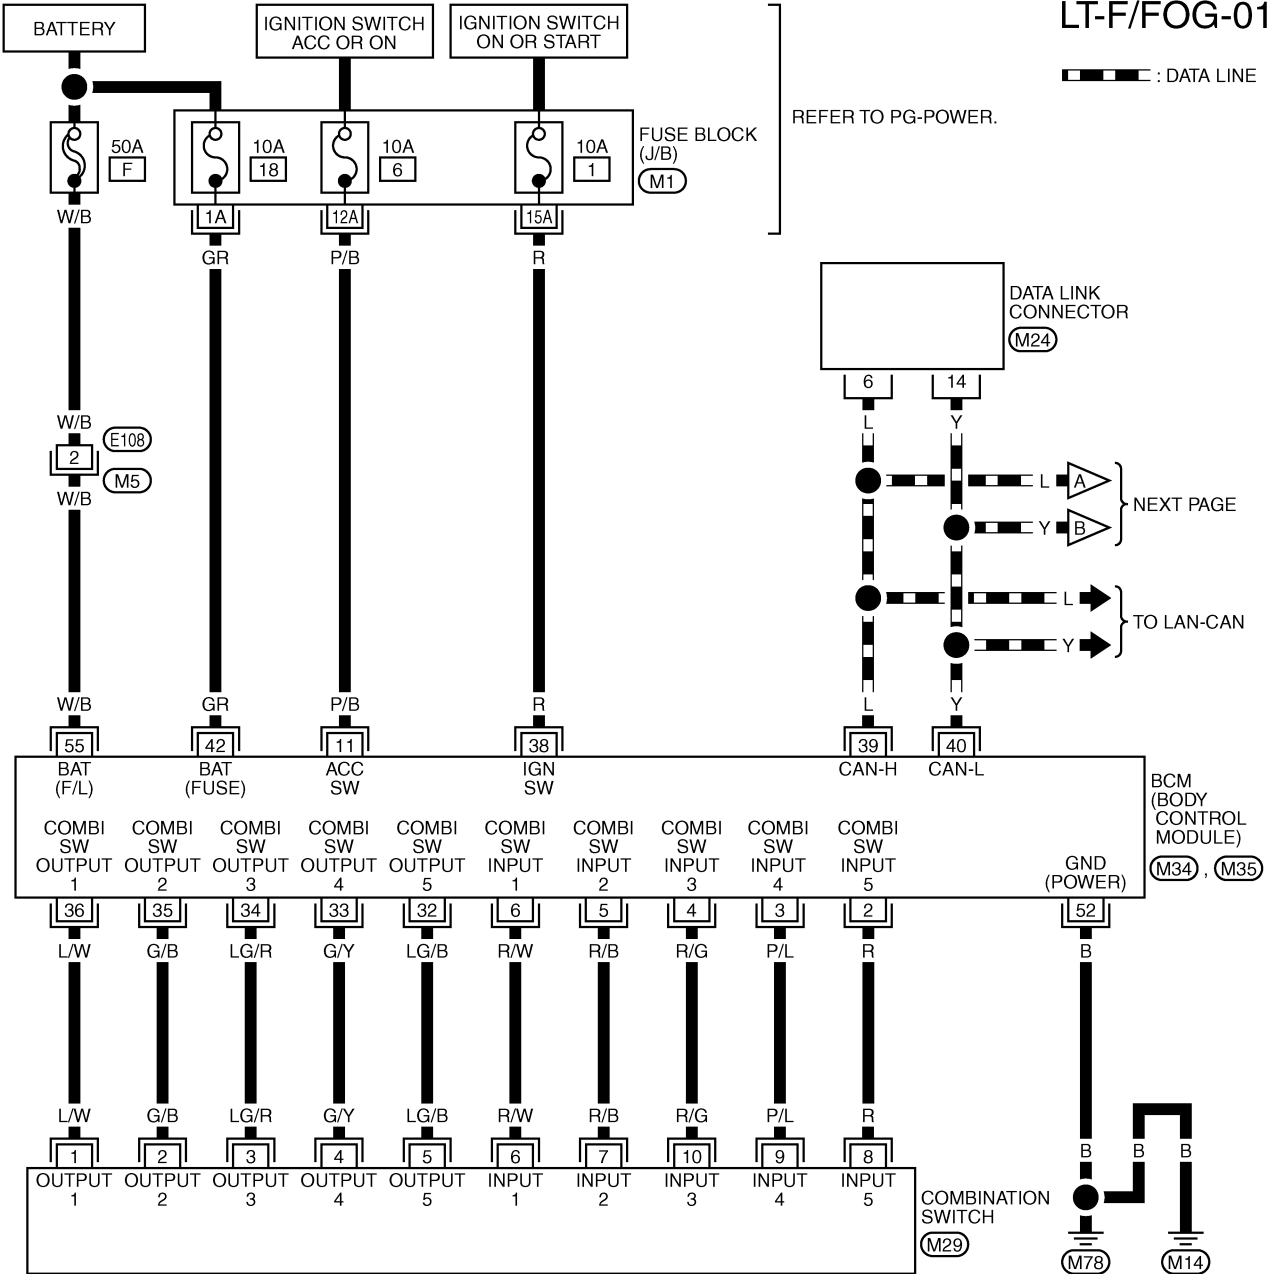 LT-F/FOG-01
BATTERY
IGNITION SWITCH
ACC OR ON
IGNITION SWITCH
ON OR START
: DATA LINE
REFER TO PG-POWER.
50A
F
10A
18
10A
6
10A
1
FUSE BLOCK
(J/B)
M1
1A
12A
15A
W/B
GR
P/B
R
DATA LINK
CONNECTOR
M24
6
14
L
Y
W/B
E108
2
M5
W/B
L
A
Y
B
NEXT PAGE
L
Y
TO LAN-CAN
W/B
GR
P/B
R
L
Y
55
42
11
38
39
40
BAT
(F/L)
BAT
(FUSE)
ACC
SW
IGN
SW
CAN-H
CAN-L
BCM
(BODY
CONTROL
MODULE)
M34 , M35
COMBI
SW
OUTPUT
1
COMBI
SW
OUTPUT
2
COMBI
SW
OUTPUT
3
COMBI
SW
OUTPUT
4
COMBI
SW
OUTPUT
5
COMBI
SW
INPUT
1
COMBI
SW
INPUT
2
COMBI
SW
INPUT
3
COMBI
SW
INPUT
4
COMBI
SW
INPUT
5
GND
(POWER)
36
35
34
33
32
6
5
4
3
2
52
L/W
G/B
LG/R
G/Y
LG/B
R/W
R/B
R/G
P/L
R
B
L/W
G/B
LG/R
G/Y
LG/B
R/W
R/B
R/G
P/L
R
B
B
B
1
2
3
4
5
6
7
10
9
8
OUTPUT
1
OUTPUT
2
OUTPUT
3
OUTPUT
4
OUTPUT
5
INPUT
1
INPUT
2
INPUT
3
INPUT
4
INPUT
5
COMBINATION
SWITCH
M29
M78
M14